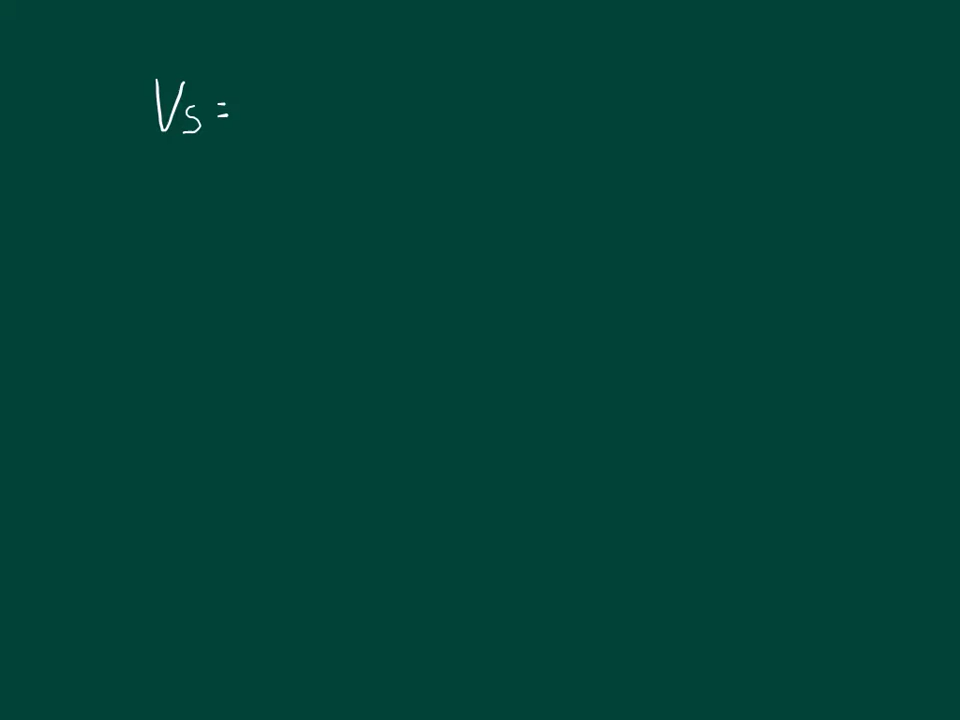 Vs =